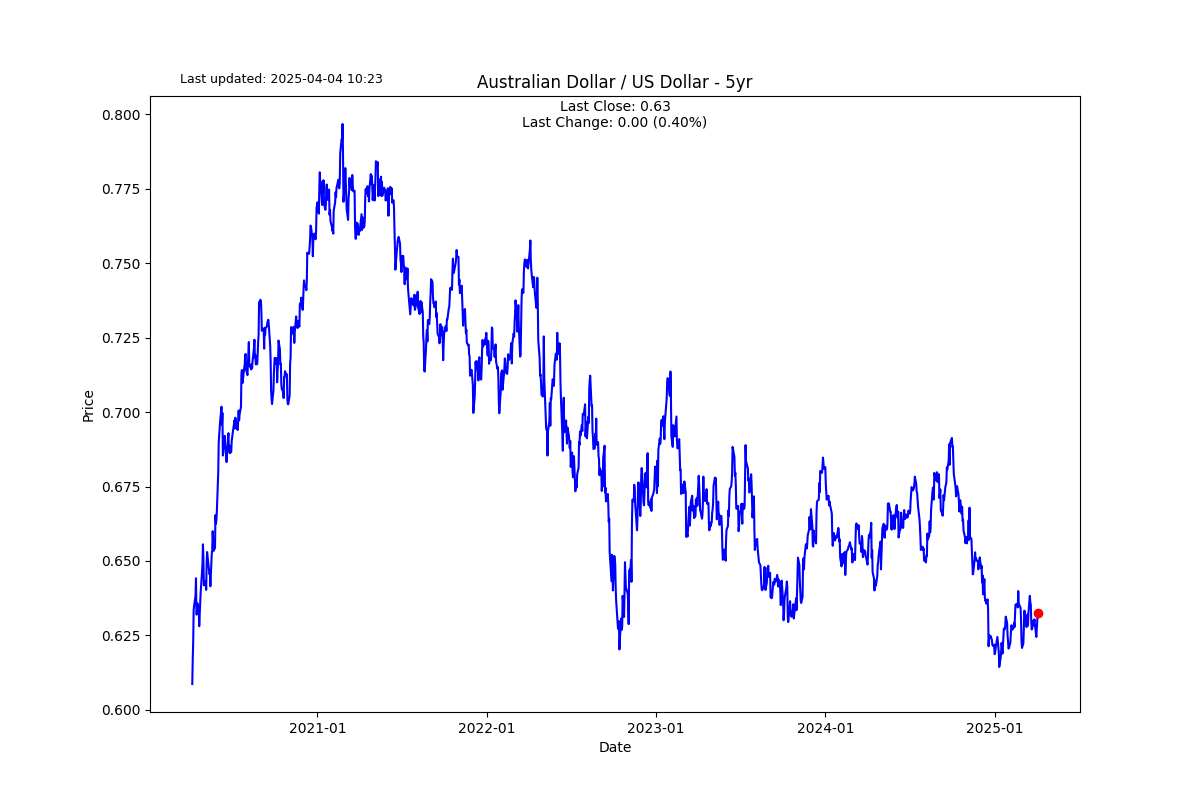 Last updated: 2025-04-04 10:23
Australian Dollar / US Dollar - 5yr
Last Close: 0.63
Last Change: 0.00 (0.40%)
0.800
0.775
0.750
0.725
0.700
0.675
0.650
0.625
0.600
Price
2021-01
2022-01
2023-01
2024-01
2025-01
Date